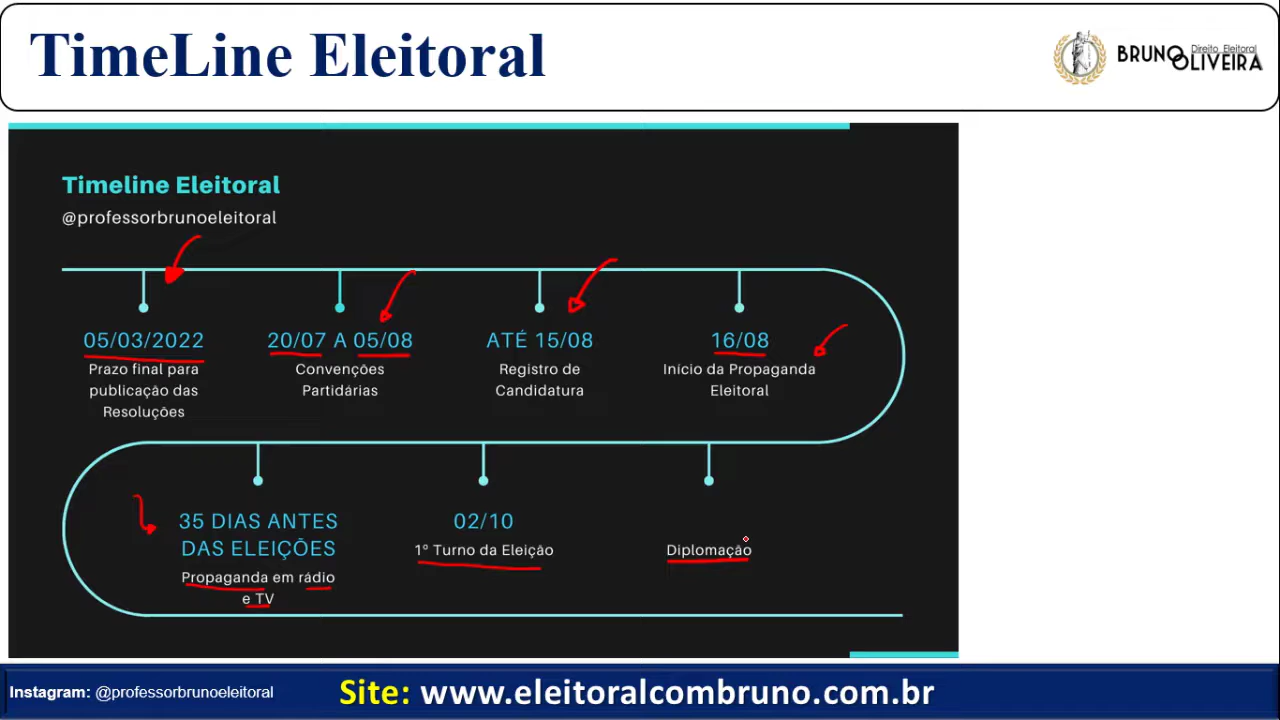 TimeLine Eleitoral
BRUNO OLIVEIRA
Direito Eleitoral
Timeline Eleitoral
@professorbrunoeleitoral
05/03/2022
Prazo final para
publicação das
Resoluções
20/07 A 05/08
Convenções
Partidárias
ATÉ 15/08
Registro de
Candidatura
16/08
Início da Propaganda
Eleitoral
35 DIAS ANTES
DAS ELEIÇÕES
Propaganda em rádio
e TV
02/10
1º Turno da Eleição
Diplomação
Instagram: @professorbrunoeleitoral
Site: www.eleitoralcombruno.com.br